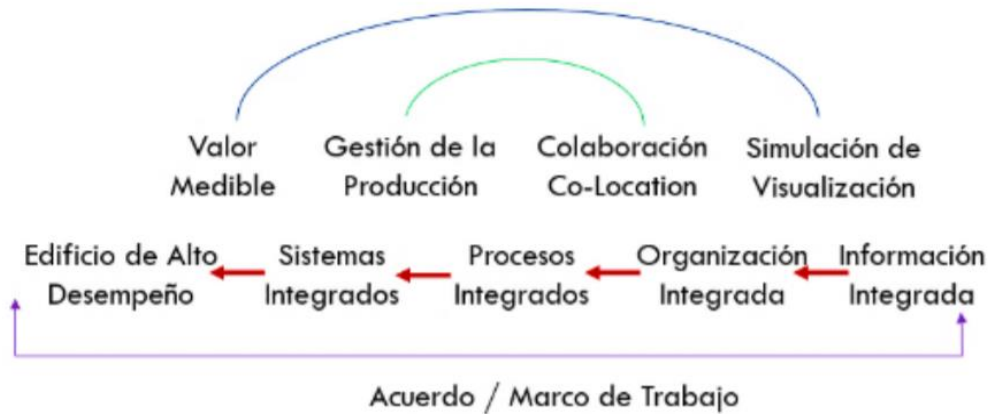 Valor Medible
Gestión de la Producción
Colaboración Co-Location
Simulación de Visualización
Edificio de Alto Desempeño
Sistemas Integrados
Procesos Integrados
Organización Integrada
Información Integrada
Acuerdo / Marco de Trabajo